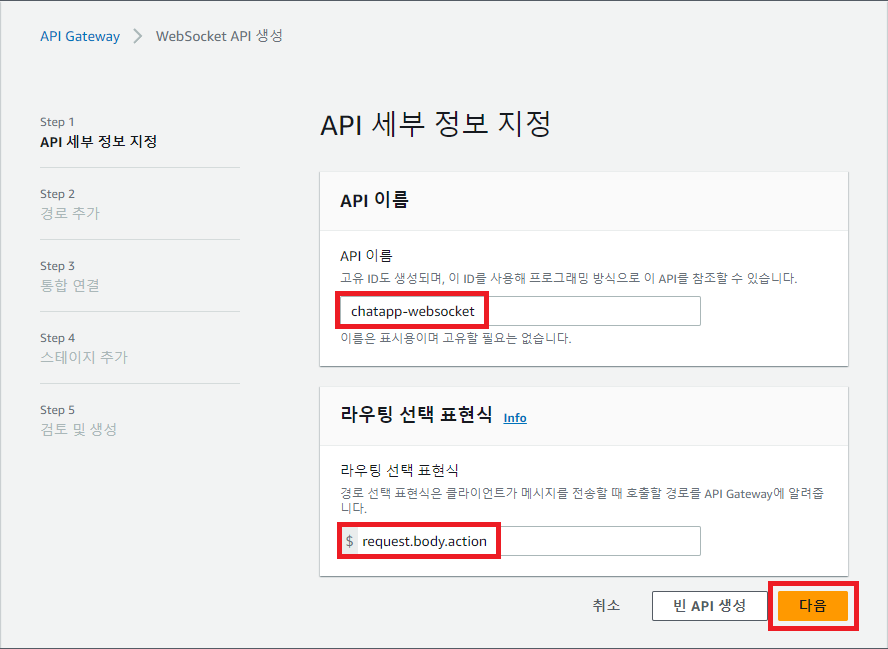 API Gateway > WebSocket API 생성
Step 1
API 세부 정보 지정
Step 2
경로 추가
Step 3
통합 연결
Step 4
스테이지 추가
Step 5
검토 및 생성
API 세부 정보 지정
API 이름
API 이름
고유 ID도 생성되며, 이 ID를 사용해 프로그래밍 방식으로 이 API를 참조할 수 있습니다.
chatapp-websocket
이름은 표시용이며 고유할 필요는 없습니다.
라우팅 선택 표현식 Info
라우팅 선택 표현식
경로 선택 표현식은 클라이언트가 메시지를 전송할 때 호출할 경로를 API Gateway에 알려줍
니다.
$ request.body.action
취소 빈 API 생성 다음